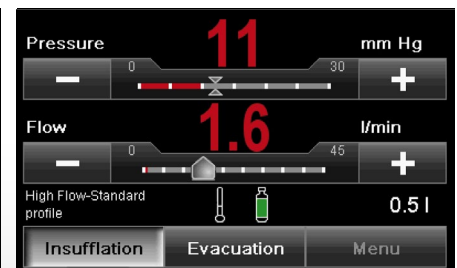 Pressure 11 mm Hg
0 30
− +
Flow 1.6 l/min
0 45
− +
High Flow-Standard
profile 0.5 l
Insufflation Evacuation Menu